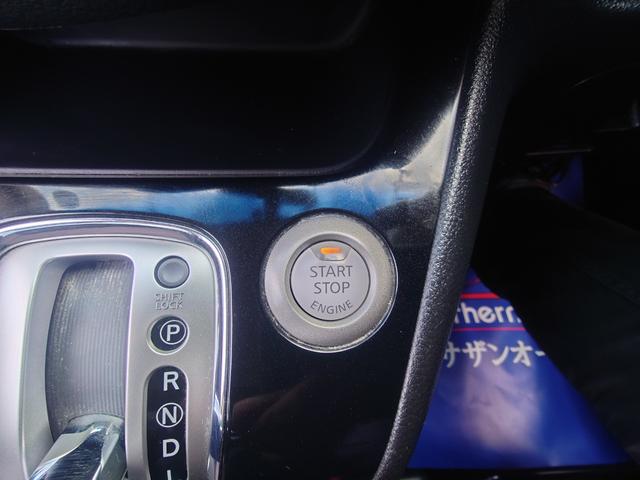 START
STOP
ENGINE
SHIFT
LOCK
P
R
N
D
L
thern
サザンオー